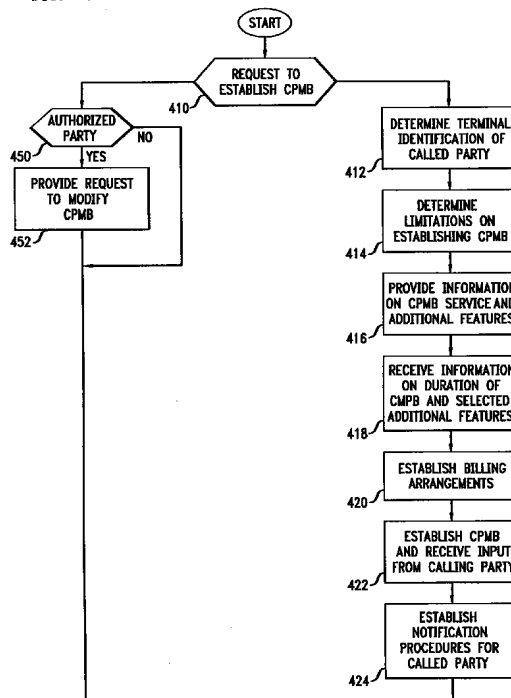 START
REQUEST TO
ESTABLISH CPMB
410
AUTHORIZED
PARTY
NO
450
YES
PROVIDE REQUEST
TO MODIFY
CPMB
452
DETERMINE TERMINAL
IDENTIFICATION OF
CALLED PARTY
412
DETERMINE
LIMITATIONS ON
ESTABLISHING CPMB
414
PROVIDE INFORMATION
ON CPMB SERVICE AND
ADDITIONAL FEATURES
416
RECEIVE INFORMATION
ON DURATION OF
CMPB AND SELECTED
ADDITIONAL FEATURES
418
ESTABLISH BILLING
ARRANGEMENTS
420
ESTABLISH CPMB
AND RECEIVE INPUT
FROM CALLING PARTY
422
ESTABLISH
NOTIFICATION
PROCEDURES FOR
CALLED PARTY
424